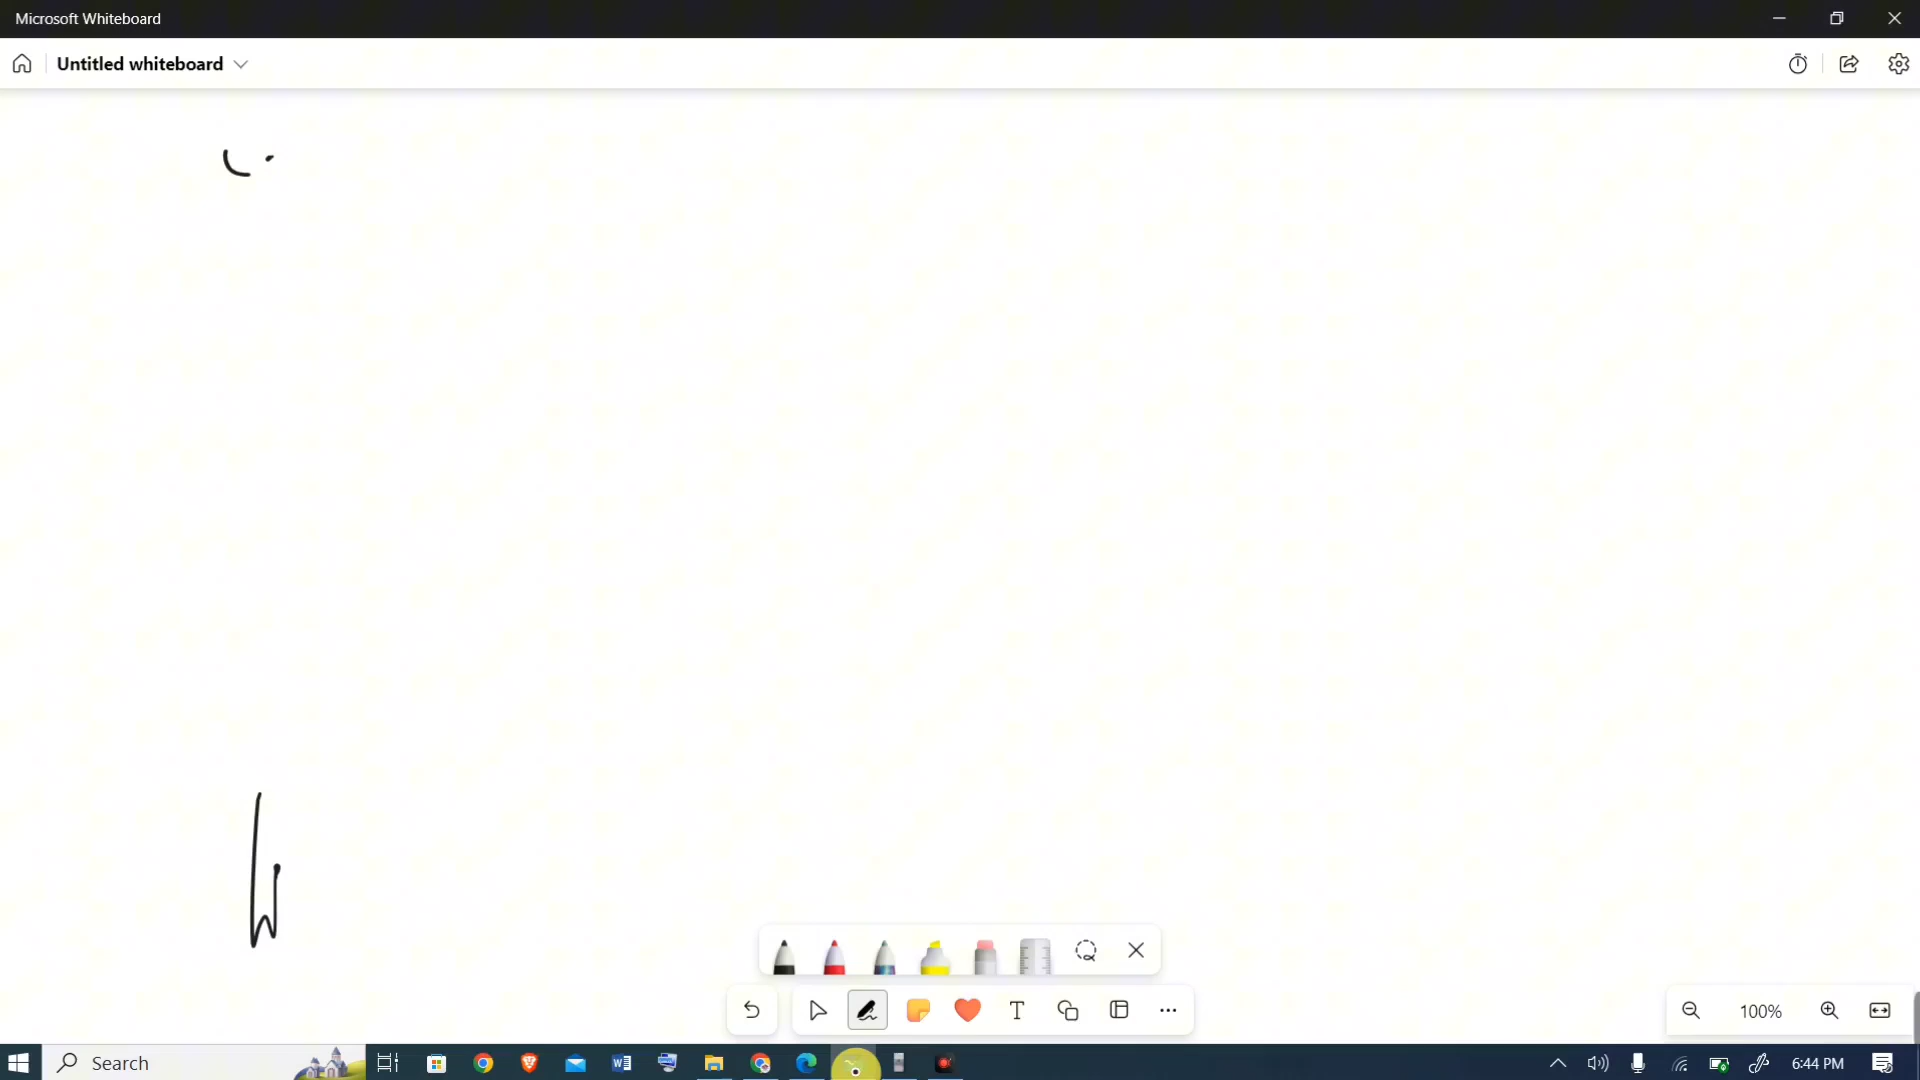 Microsoft Whiteboard
Untitled whiteboard
T
100%
Search
6:44 PM